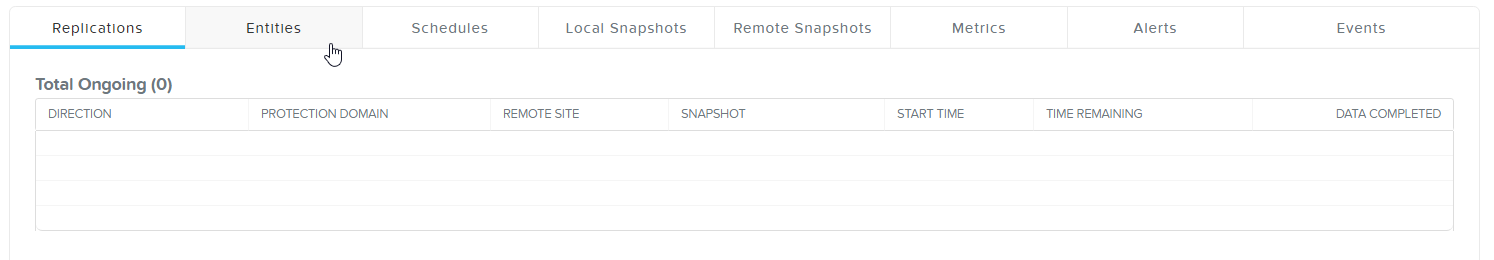 Replications Entities Schedules Local Snapshots Remote Snapshots Metrics Alerts Events
Total Ongoing (0)
DIRECTION PROTECTION DOMAIN REMOTE SITE SNAPSHOT START TIME TIME REMAINING DATA COMPLETED